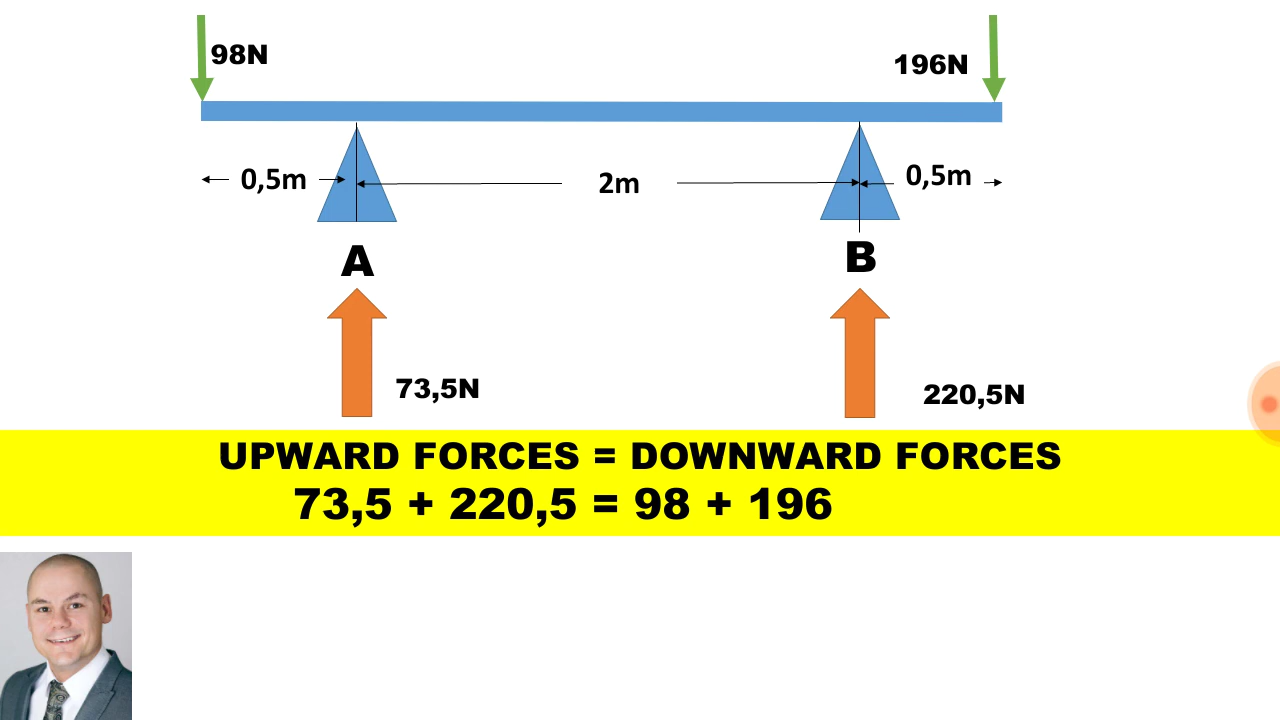 98N
196N
0,5m
2m
0,5m
A
B
73,5N
220,5N
UPWARD FORCES = DOWNWARD FORCES
73,5 + 220,5 = 98 + 196